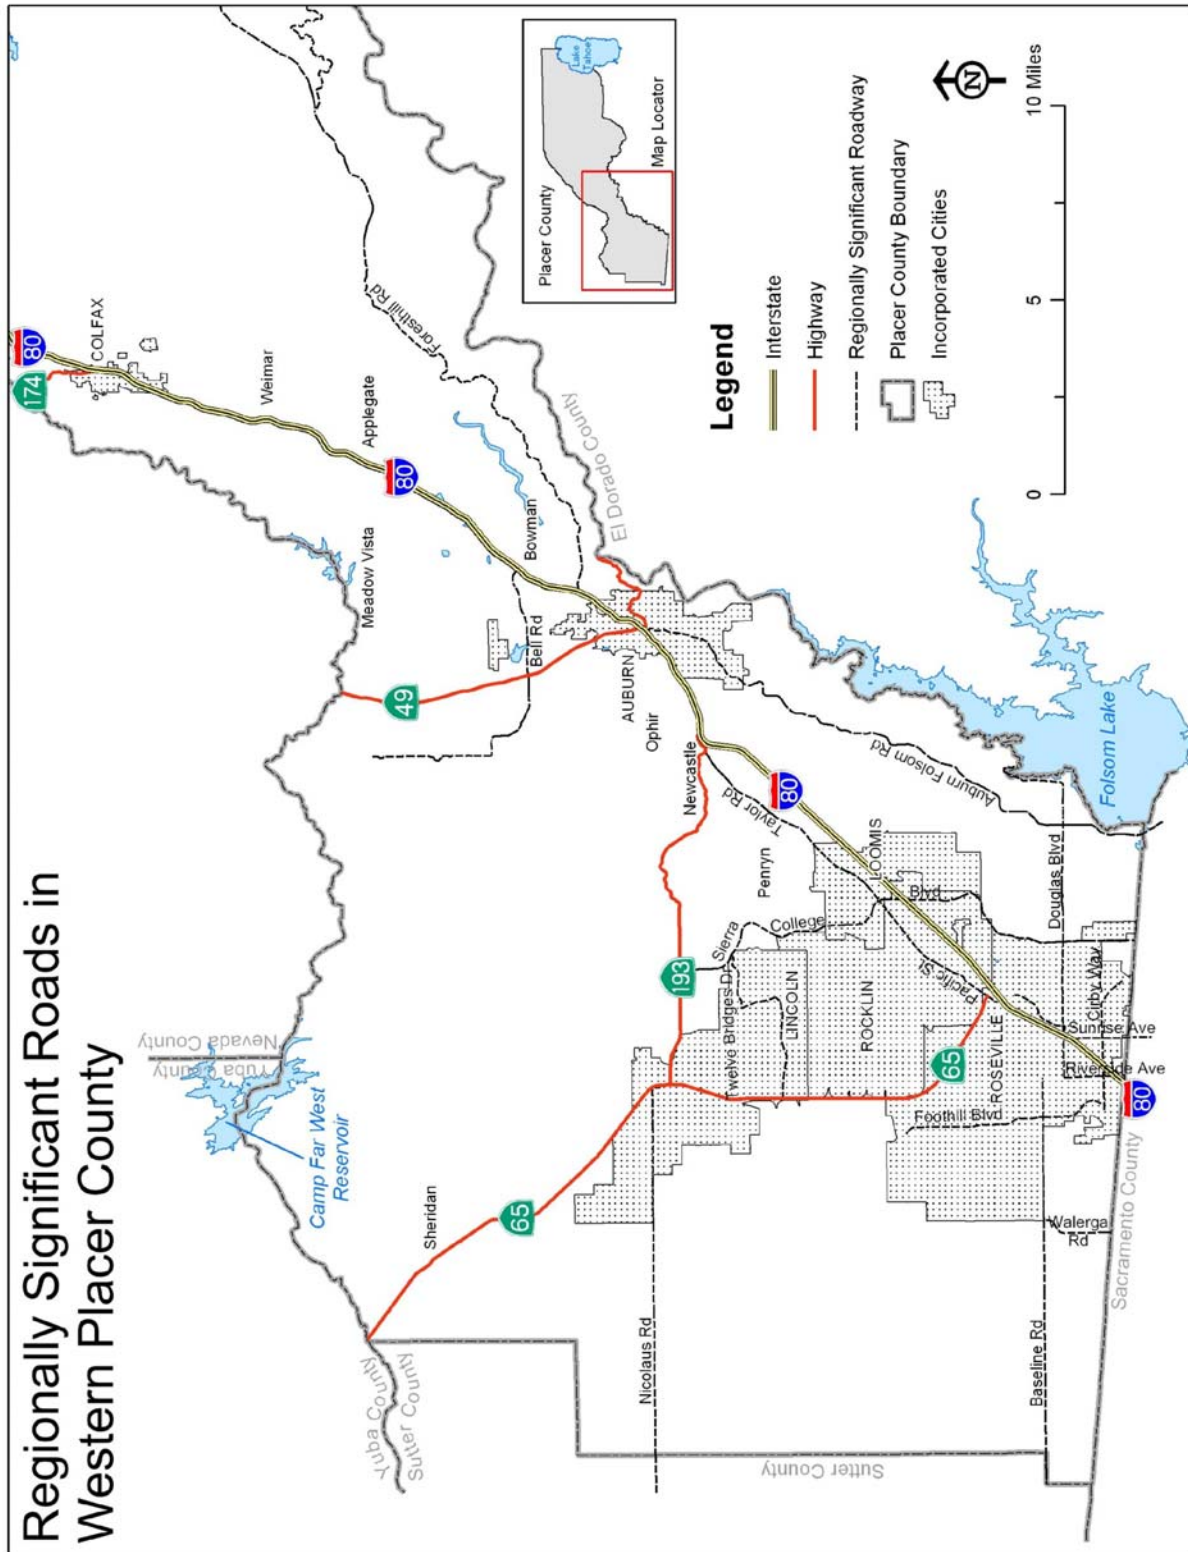 Regionally Significant Roads in
Western Placer County
174
80
COLFAX
Weimar
Applegate
80
Foresthill Rd
Meadow Vista
Bowman
El Dorado County
49
Bell Rd
AUBURN
Ophir
Newcastle
Taylor Rd
80
Auburn Folsom Rd
Folsom Lake
Nevada County
Yuba County
Camp Far West
Reservoir
Penryn
LOOMIS
193
Sierra
College
Blvd
Douglas Blvd
Twelve Bridges Dr
LINCOLN
ROCKLIN
Pacific St
Cirby Way
Sunrise Ave
65
ROSEVILLE
Riverside Ave
Foothill Blvd
80
Sheridan
65
Walerga
Rd
Sacramento County
Yuba County
Sutter County
Nicolaus Rd
Baseline Rd
Sutter County
Placer County
Lake
Tahoe
Map Locator
Legend
Interstate
Highway
Regionally Significant Roadway
Placer County Boundary
Incorporated Cities
N
0 5 10 Miles